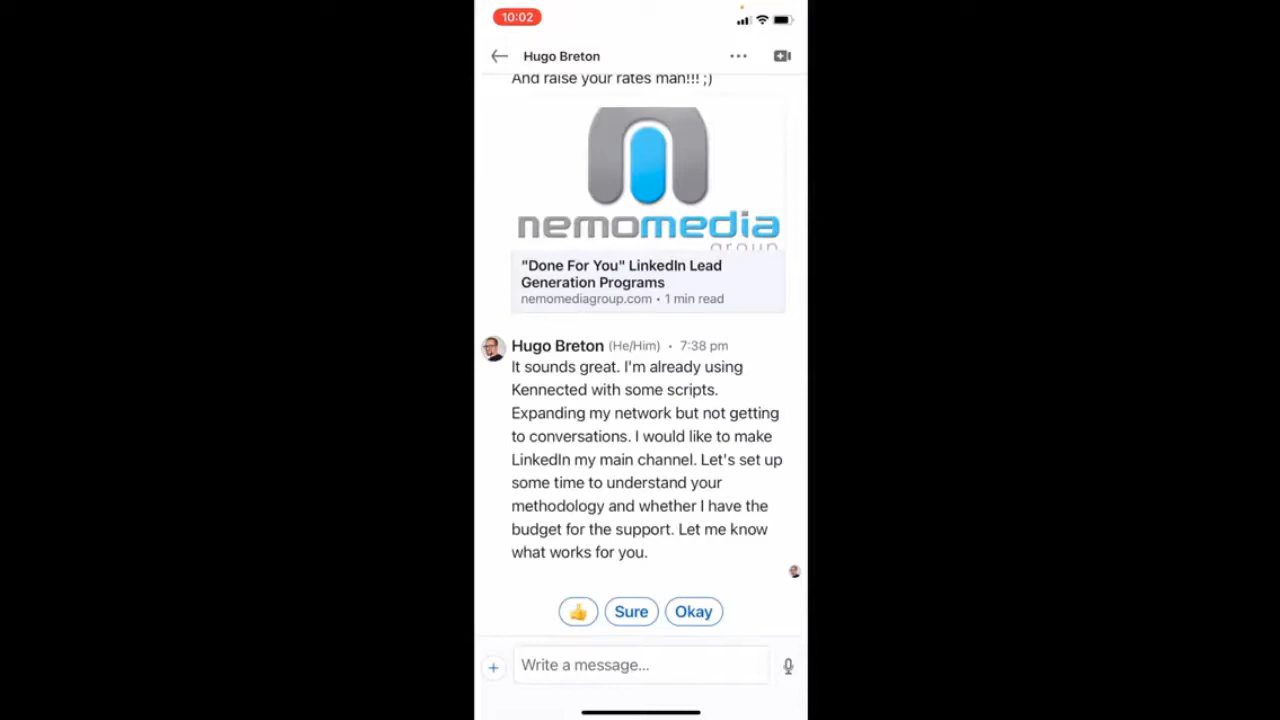 10:02
Hugo Breton
And raise your rates man!!! ;)
nemomedia
group
"Done For You" LinkedIn Lead
Generation Programs
nemomediagroup.com • 1 min read
Hugo Breton (He/Him) • 7:38 pm
It sounds great. I'm already using
Kennected with some scripts.
Expanding my network but not getting
to conversations. I would like to make
LinkedIn my main channel. Let's set up
some time to understand your
methodology and whether I have the
budget for the support. Let me know
what works for you.
Sure
Okay
Write a message...